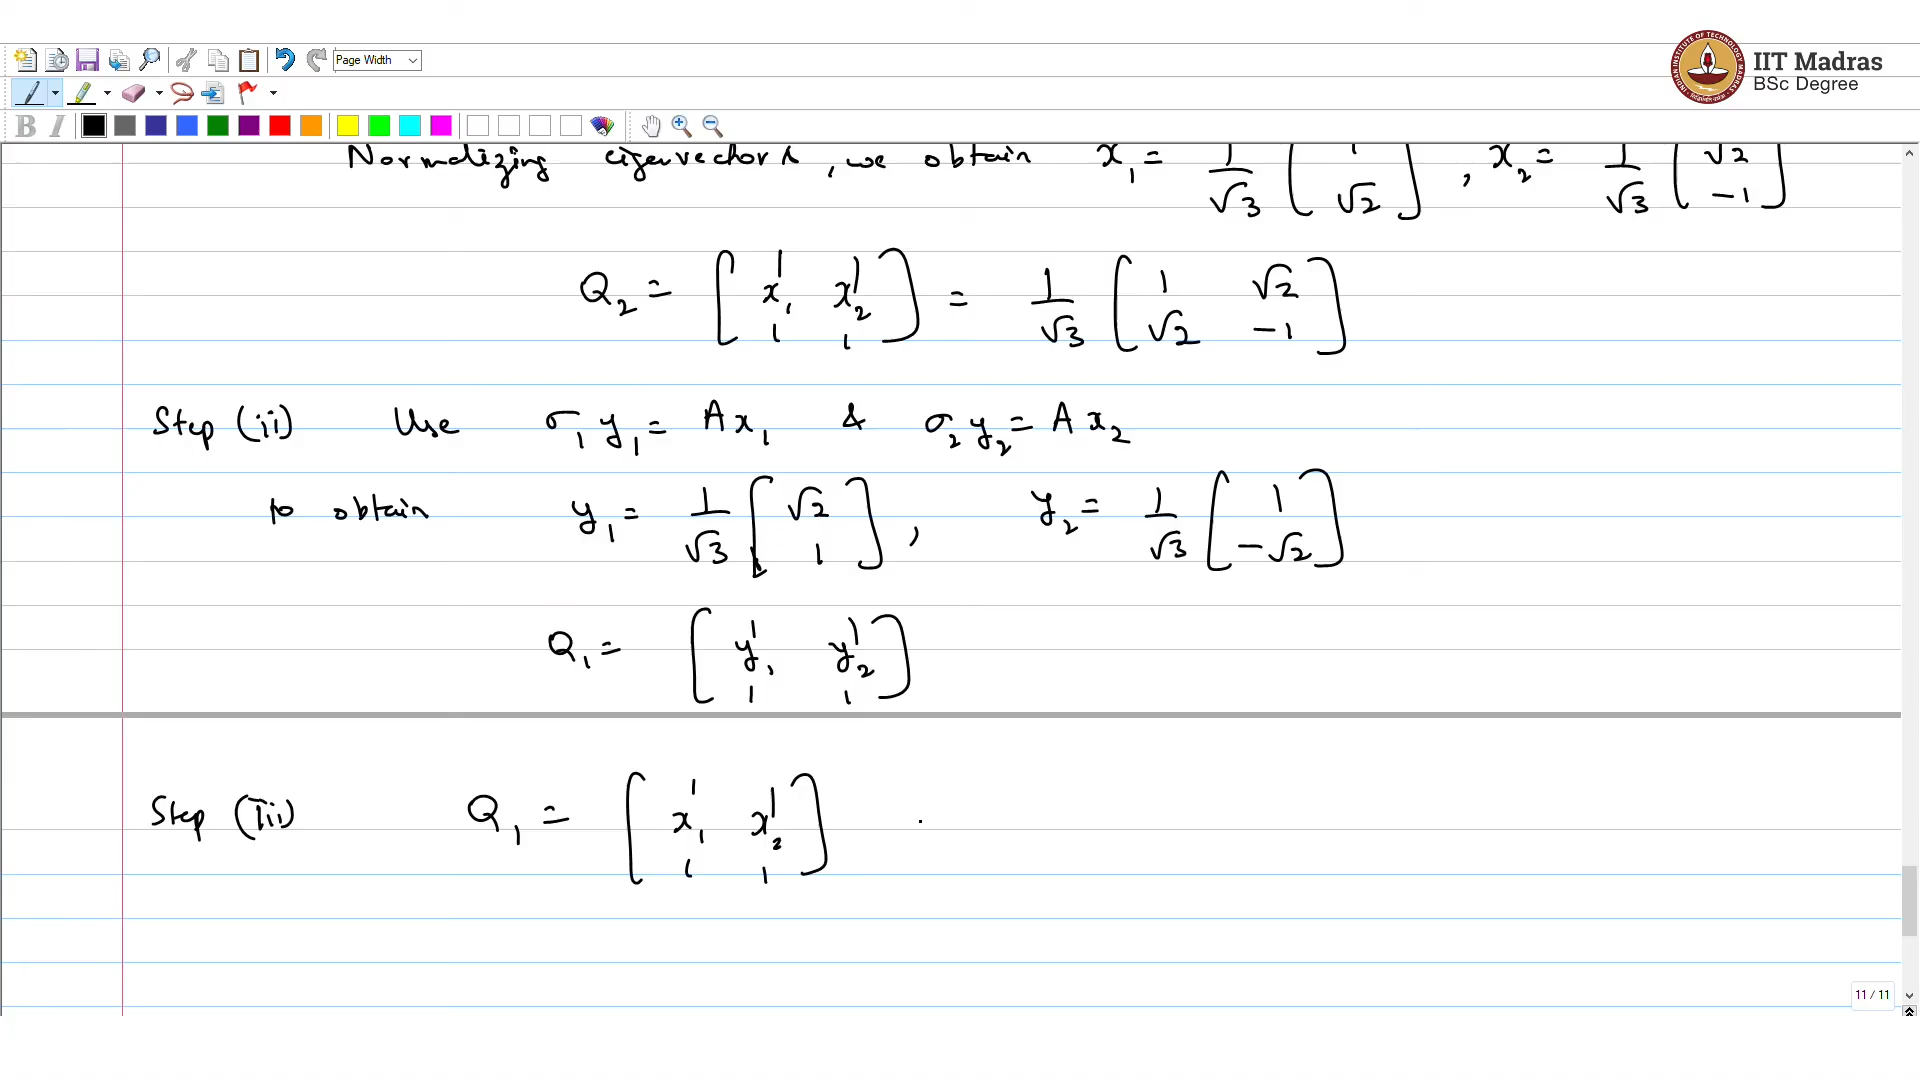 Page Width
IIT Madras
BSc Degree
B I
Normalizing eigenvectors, we obtain x₁ = 1/√3 [1; √2], x₂ = 1/√3 [√2; -1]
Q₂ = [x₁ x₂] = 1/√3 [1 √2; √2 -1]
Step (ii) Use σ₁ y₁ = A x₁ & σ₂ y₂ = A x₂
to obtain y₁ = 1/√3 [√2; 1], y₂ = 1/√3 [1; -√2]
Q₁ = [y₁ y₂]
Step (iii) Q₁ = [x₁ x₂]
11 / 11